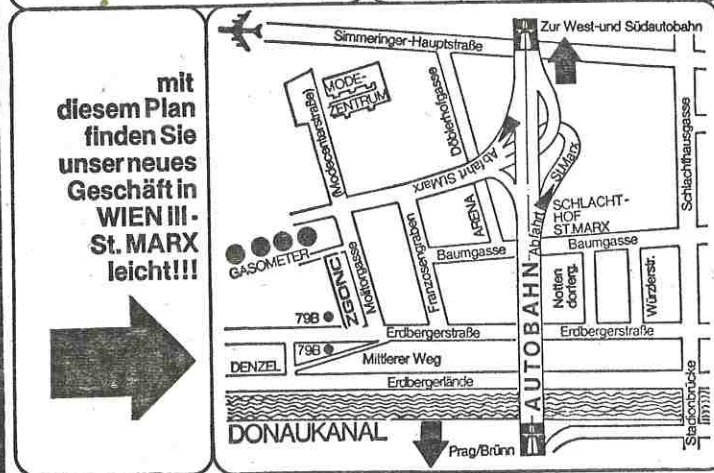 mit
diesem Plan
finden Sie
unser neues
Geschäft in
WIEN III -
St. MARX
leicht!!!
Zur West-und Südautobahn
Simmeringer-Hauptstraße
MODE-
ZENTRUM
(Modecenterstraße)
Döblerhofgasse
Abfahrt St.Marx
Abfahrt St.Marx
Schlachthausgasse
SCHLACHT-
HOF
ST.MARX
ARENA
Baumgasse
Baumgasse
GASOMETER
ZGONC
Molitorgasse
Franzosengraben
AUTOBAHN
Notten
dorferg.
Würzlerstr.
79B
Erdbergerstraße
Erdbergerstraße
79B
Mittlerer Weg
DENZEL
Erdbergerlände
Stadionbrücke
DONAUKANAL
Prag/Brünn